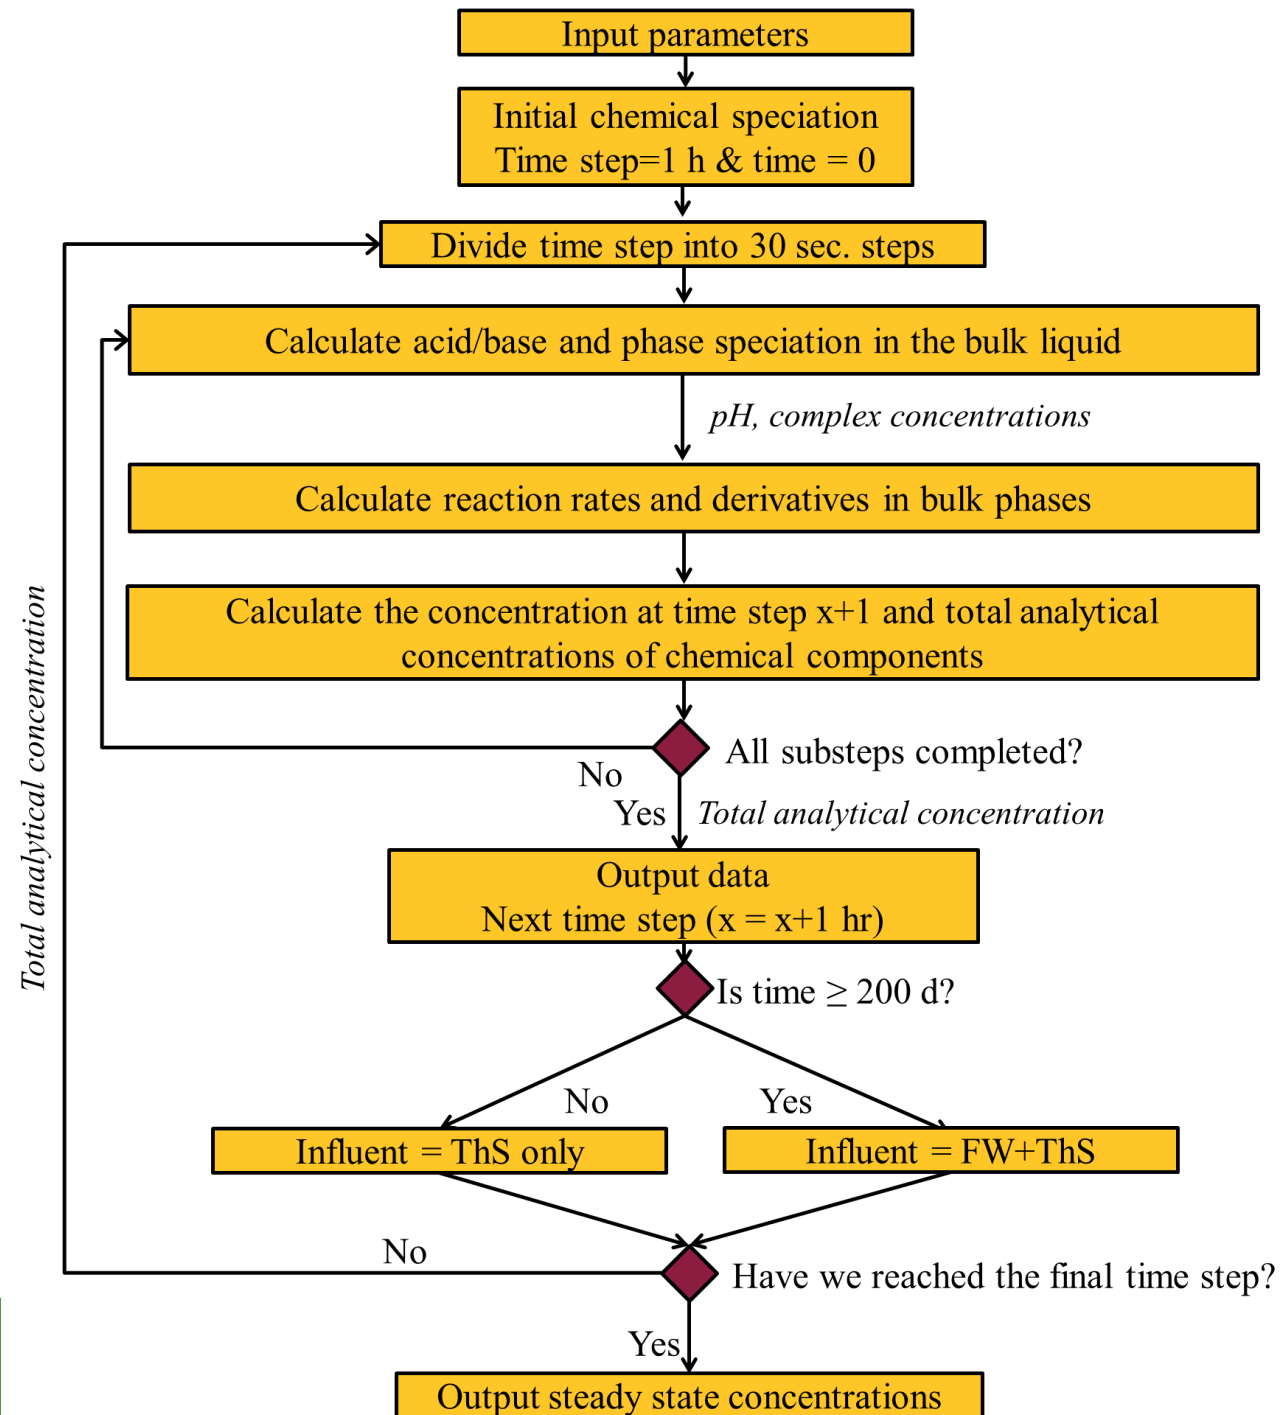 Input parameters
Initial chemical speciation
Time step=1 h & time = 0
Divide time step into 30 sec. steps
Calculate acid/base and phase speciation in the bulk liquid
pH, complex concentrations
Calculate reaction rates and derivatives in bulk phases
Calculate the concentration at time step x+1 and total analytical
concentrations of chemical components
All substeps completed?
No
Yes
Total analytical concentration
Total analytical concentration
Output data
Next time step (x = x+1 hr)
Is time ≥ 200 d?
No
Yes
Influent = ThS only
Influent = FW+ThS
No
Have we reached the final time step?
Yes
Output steady state concentrations